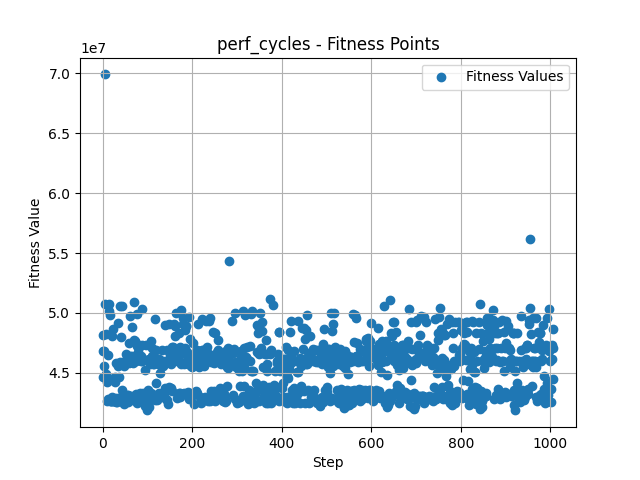 perf_cycles - Fitness Points
1e7
Fitness Values
7.0
6.5
6.0
5.5
5.0
4.5
Fitness Value
0 200 400 600 800 1000
Step